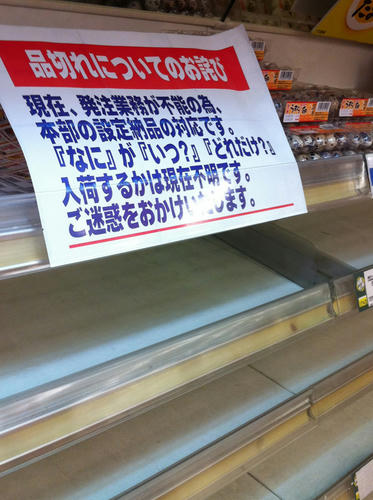 品切れについてのお詫び
現在、発注業務が不能の為、
本部の設定納品の対応です。
『なに』が『いつ?』『どれだけ?』
入荷するかは現在不明です。
ご迷惑をおかけいたします。